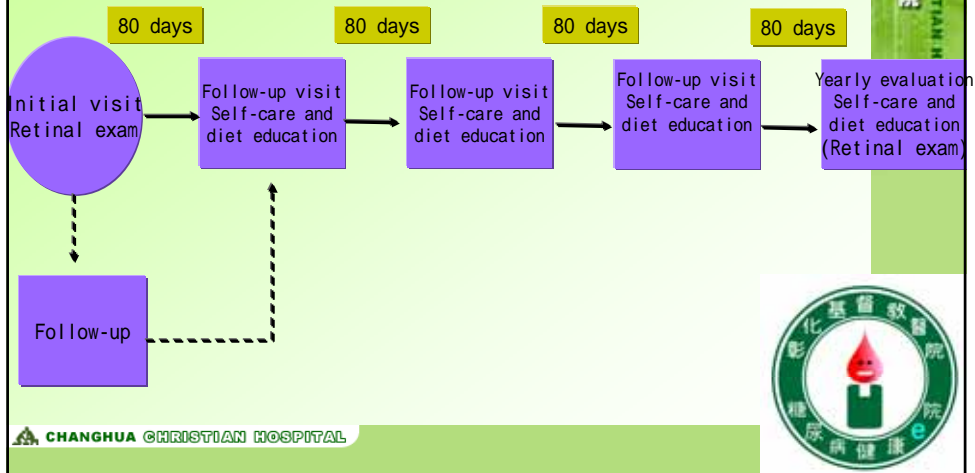 80 days
80 days
80 days
80 days
Initial visit
Retinal exam
Follow-up visit
Self-care and
diet education
Follow-up visit
Self-care and
diet education
Follow-up visit
Self-care and
diet education
Yearly evaluation
Self-care and
diet education
(Retinal exam)
Follow-up
CHANGHUA CHRISTIAN HOSPITAL
彰化基督教醫院
糖尿病健康e院
TIAN H